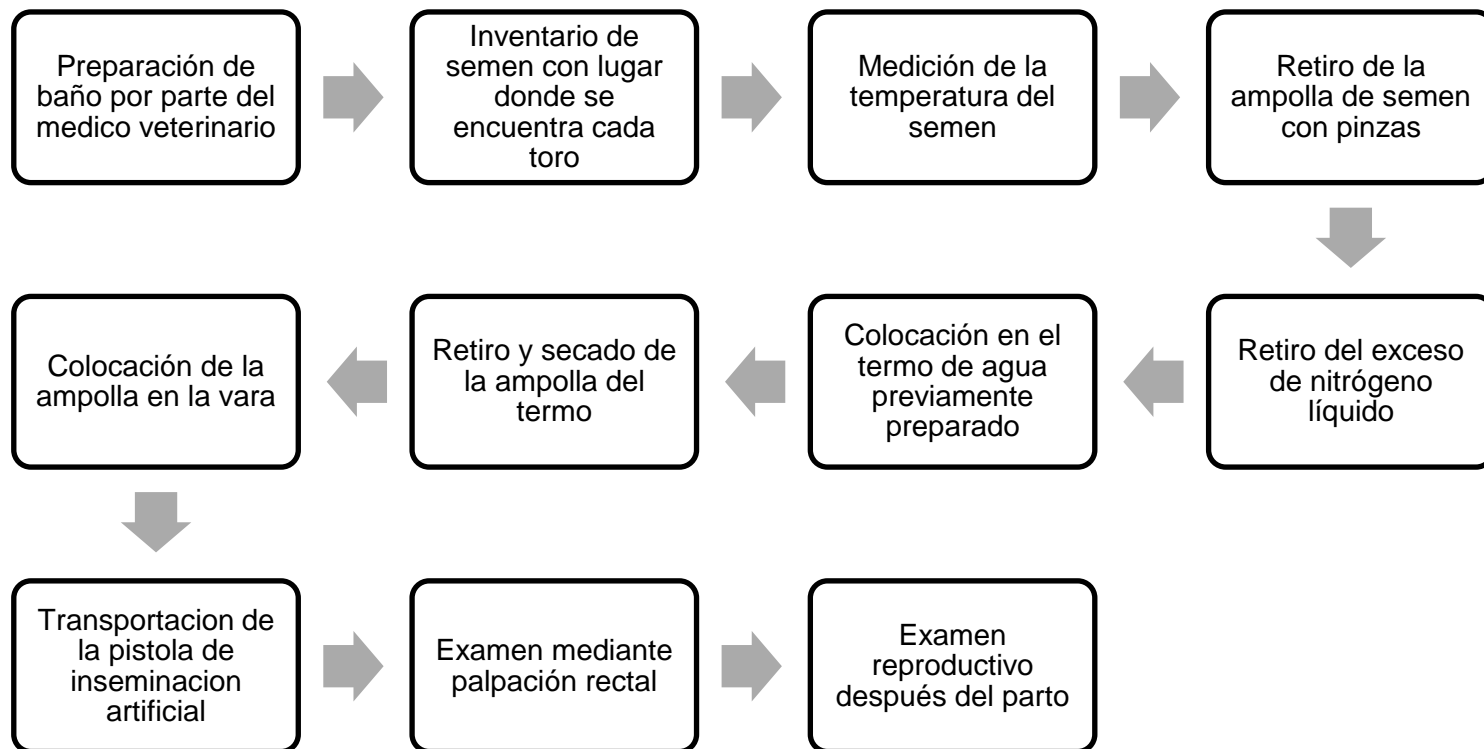 Preparación de
baño por parte del
medico veterinario
Inventario de
semen con lugar
donde se
encuentra cada
toro
Medición de la
temperatura del
semen
Retiro de la
ampolla de semen
con pinzas
Retiro del exceso
de nitrógeno
líquido
Colocación en el
termo de agua
previamente
preparado
Retiro y secado de
la ampolla del
termo
Colocación de la
ampolla en la vara
Transportacion de
la pistola de
inseminacion
artificial
Examen mediante
palpación rectal
Examen
reproductivo
después del parto